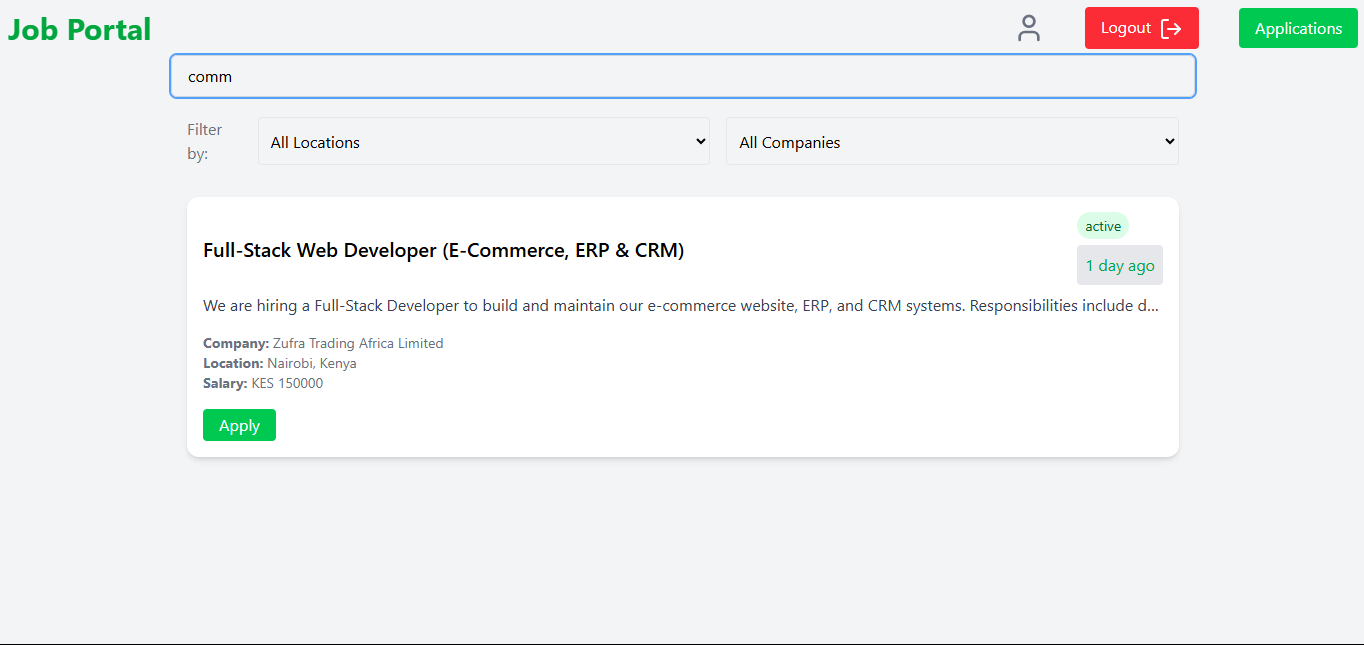 Job Portal
Logout
Applications
comm
Filter
by:
All Locations
All Companies
active
Full-Stack Web Developer (E-Commerce, ERP & CRM)
1 day ago
We are hiring a Full-Stack Developer to build and maintain our e-commerce website, ERP, and CRM systems. Responsibilities include d...
Company: Zufra Trading Africa Limited
Location: Nairobi, Kenya
Salary: KES 150000
Apply